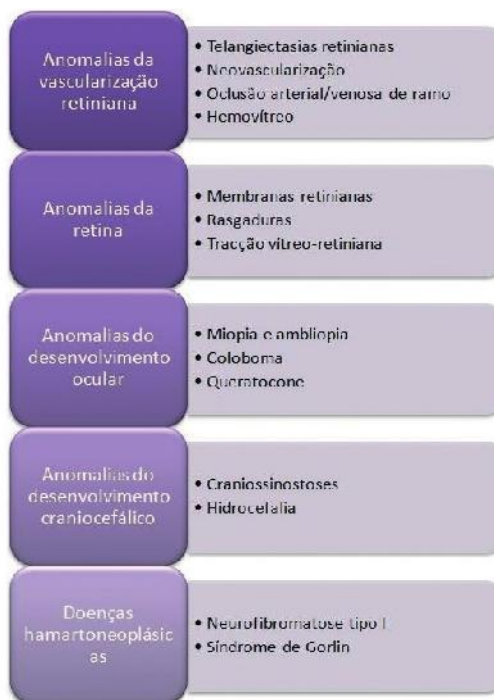 Anomalias da
vascularização
retiniana
• Telangiectasias retinianas
• Neovascularização
• Oclusão arterial/venosa de ramo
• Hemovítreo
Anomalias da
retina
• Membranas retinianas
• Rasgaduras
• Tracção vítreo-retiniana
Anomalias do
desenvolvimento
ocular
• Miopia e ambliopia
• Coloboma
• Queratocone
Anomalias do
desenvolvimento
craniocefálico
• Craniossinostoses
• Hidrocefalia
Doenças
hamartoneoplásic
as
• Neurofibromatose tipo I
• Síndrome de Gorlin